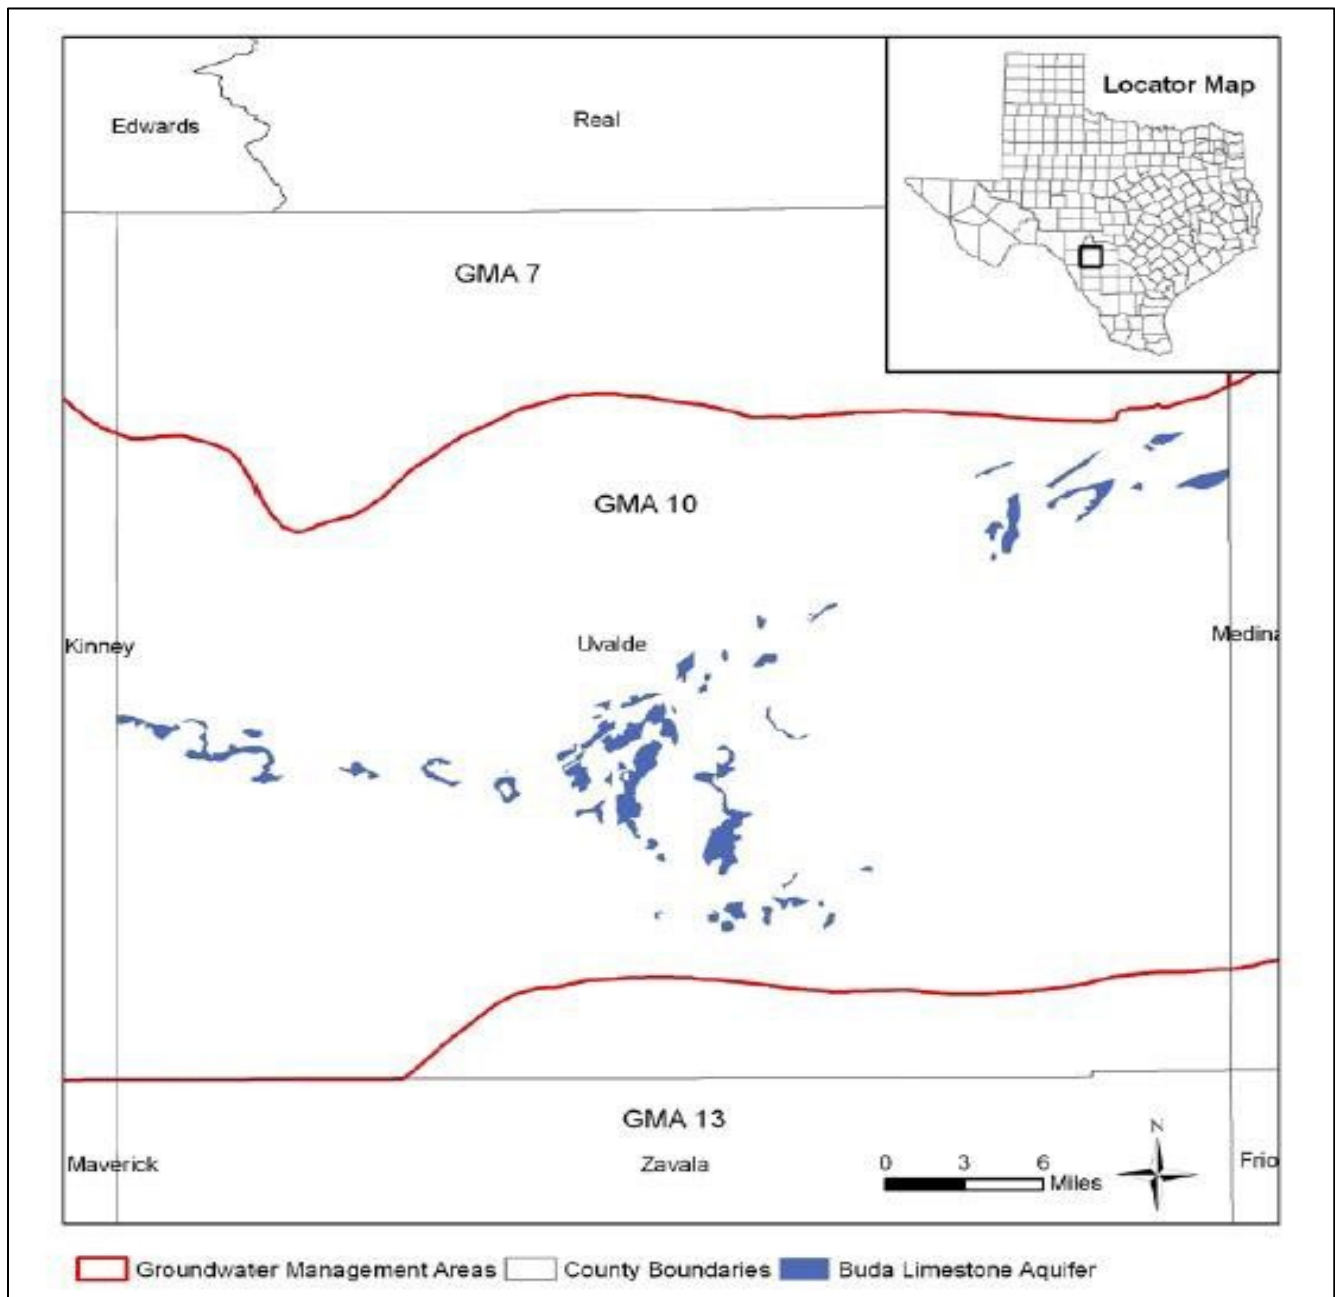 Locator Map
Edwards
Real
GMA 7
GMA 10
Kinney
Uvalde
Medina
GMA 13
Maverick
Zavala
Frio
N
0 3 6
Miles
Groundwater Management Areas County Boundaries Buda Limestone Aquifer